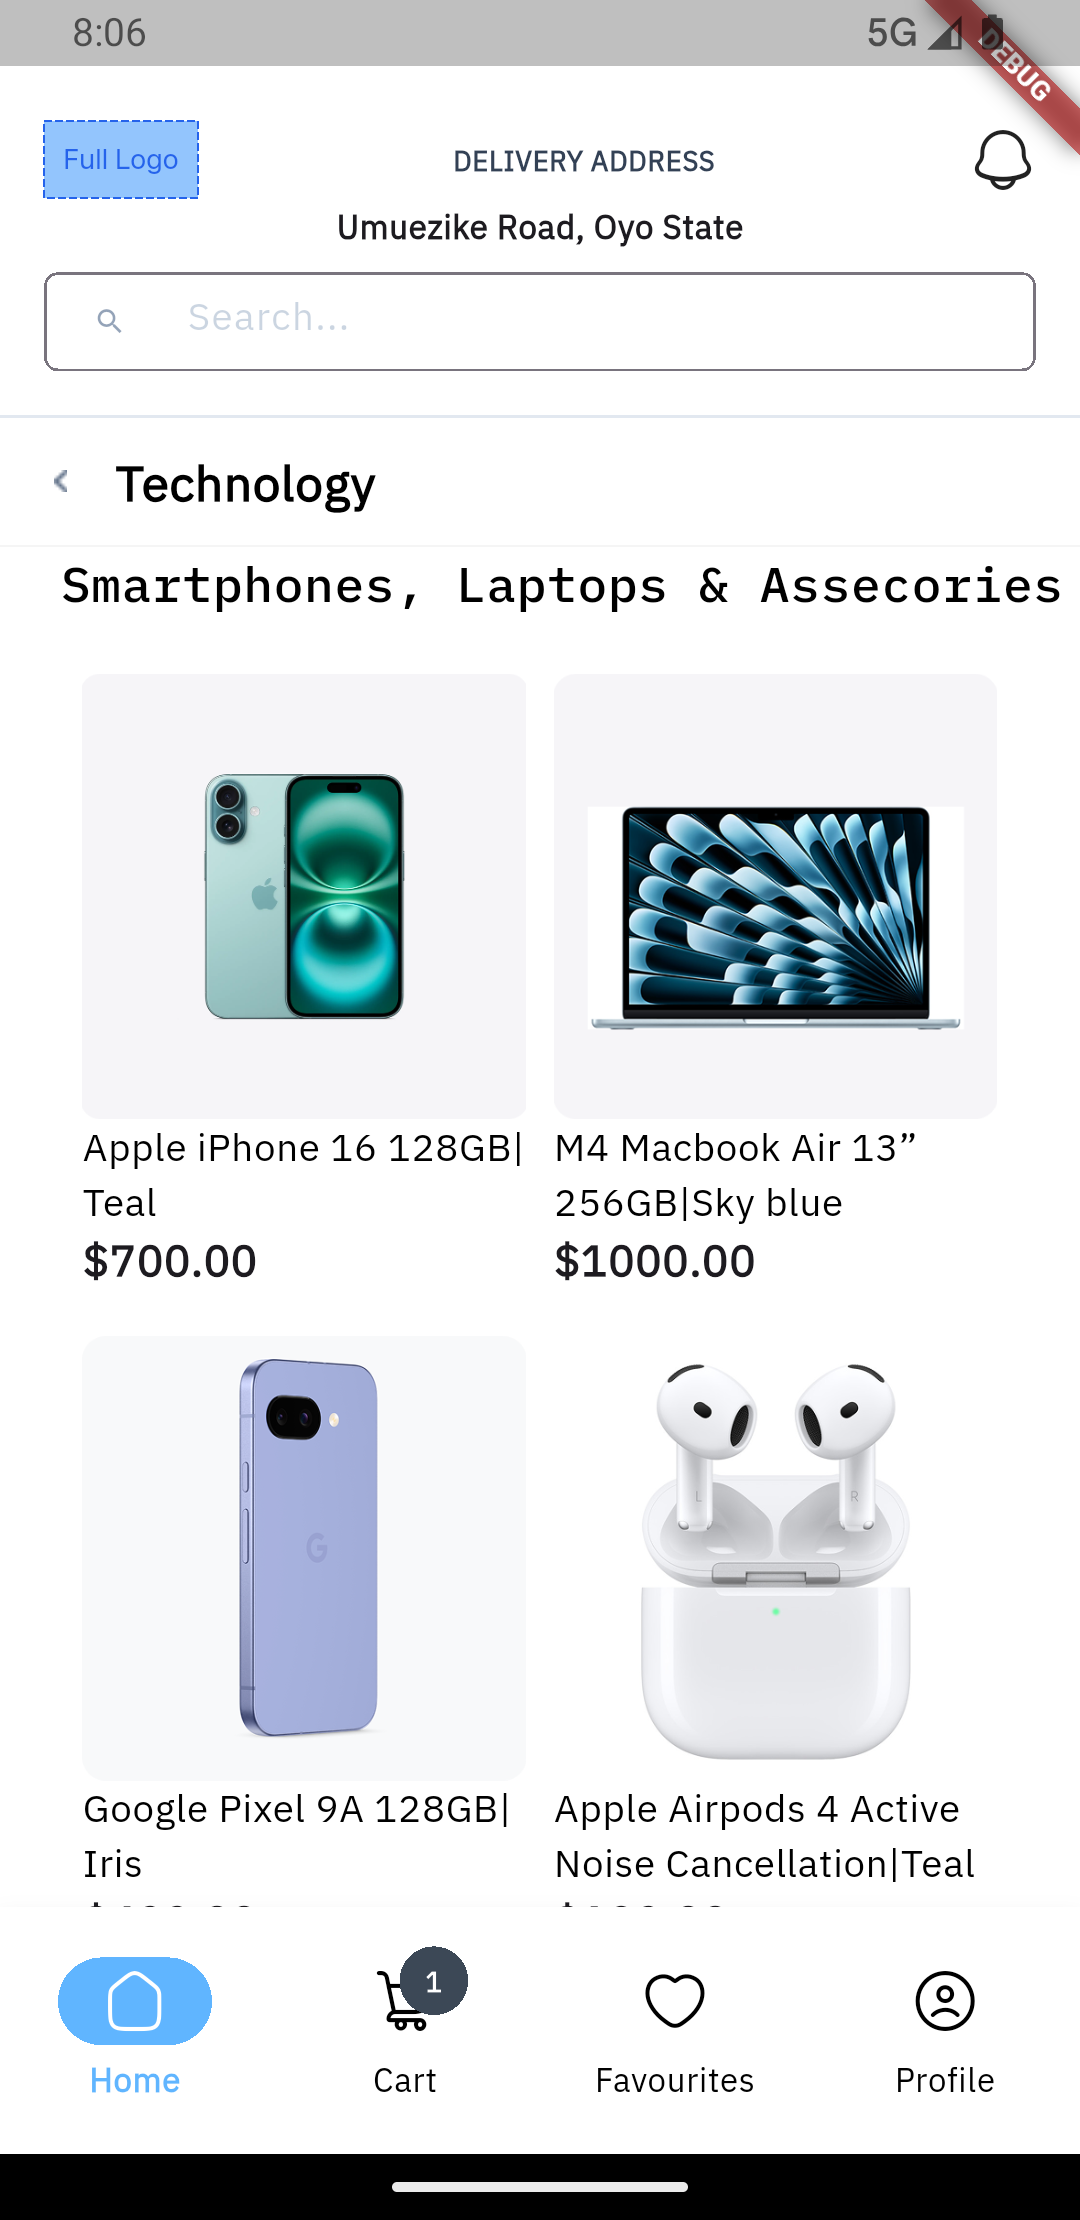 8:06
5G
DEBUG
Full Logo
DELIVERY ADDRESS
Umuezike Road, Oyo State
Search...
Technology
Smartphones, Laptops & Assecories
Apple iPhone 16 128GB|
Teal
$700.00
M4 Macbook Air 13”
256GB|Sky blue
$1000.00
L
R
Google Pixel 9A 128GB|
Iris
Apple Airpods 4 Active
Noise Cancellation|Teal
1
Home
Cart
Favourites
Profile